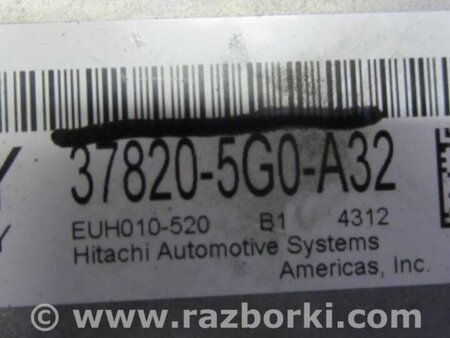 Y 37820-5G0-A32
Y EUH010-520 B1 4312
Hitachi Automotive Systems
Americas, Inc.
www.razborki.com